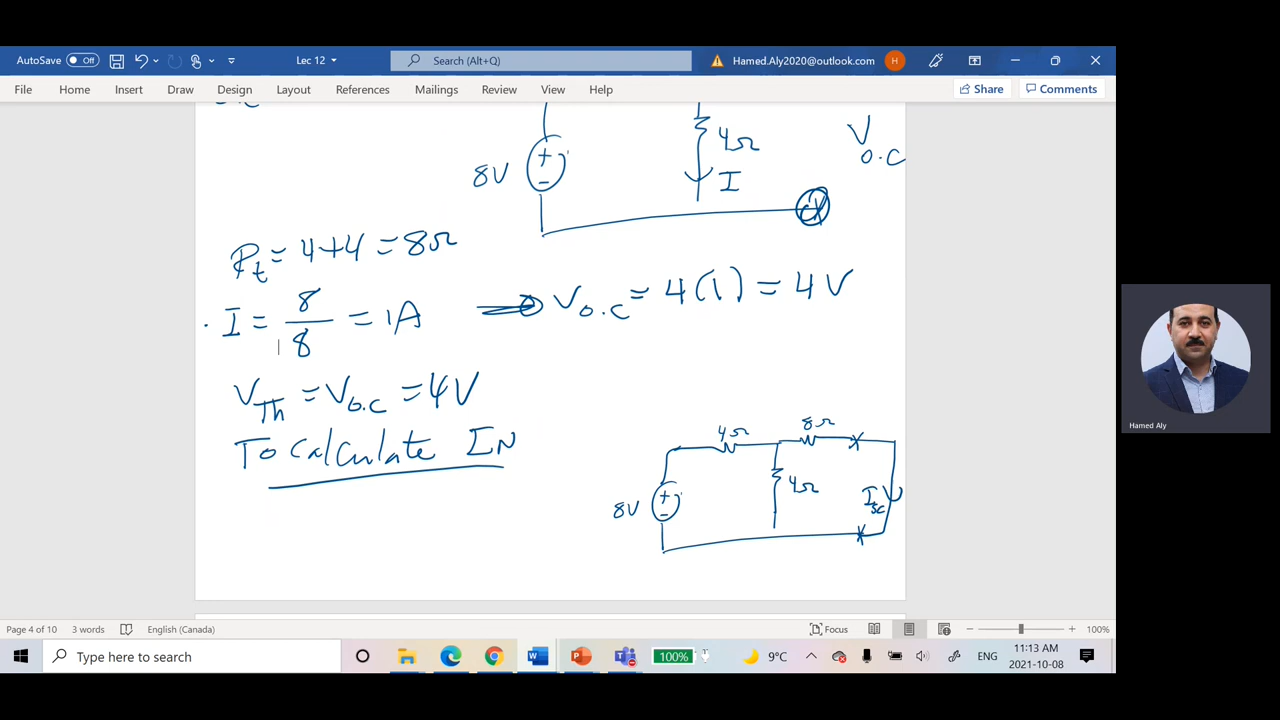 AutoSave Off Lec 12 Search (Alt+Q) Hamed.Aly2020@outlook.com H
File Home Insert Draw Design Layout References Mailings Review View Help Share Comments
4Ω
V
O.C
8V
+
-
I
Rt = 4+4 = 8Ω
I = 8/8 = 1A
VO.C = 4(1) = 4V
VTh = VO.C = 4V
To Calculate IN
4Ω 8Ω
8V
+
-
4Ω
Isc
Hamed Aly
Page 4 of 10 3 words English (Canada) Focus 100%
Type here to search 100% 9°C ENG 11:13 AM
2021-10-08